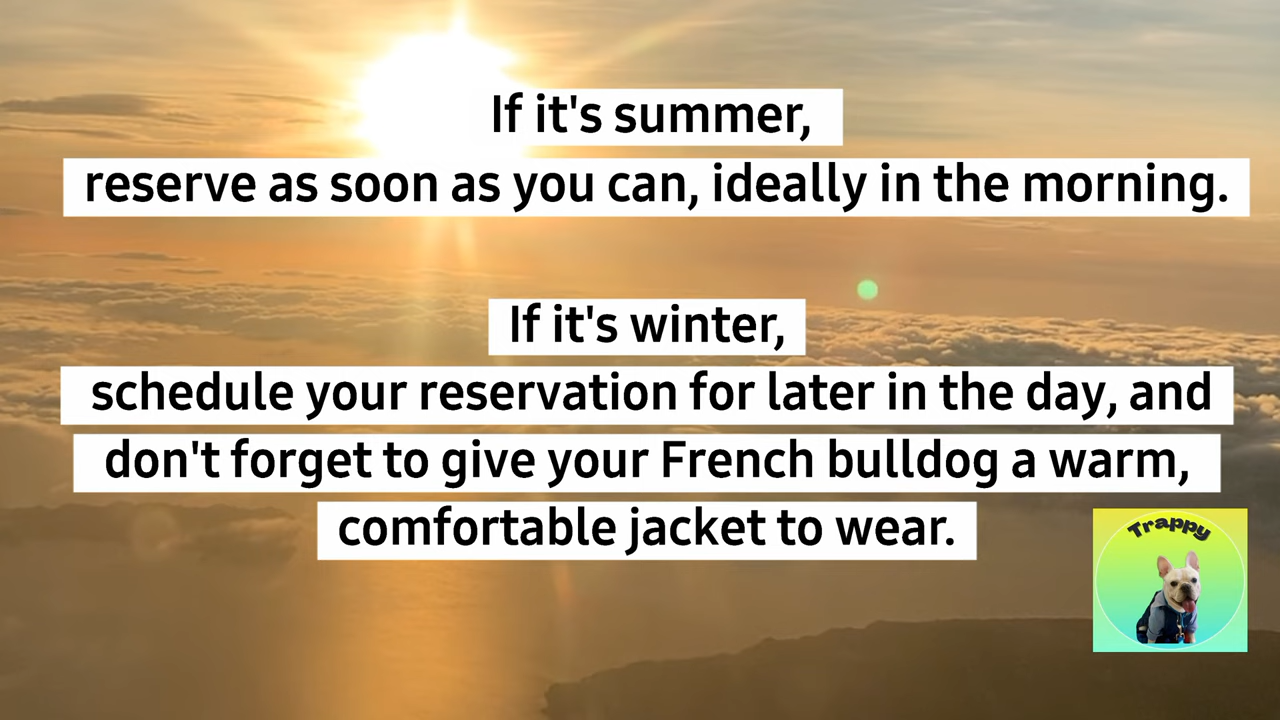 If it's summer,
reserve as soon as you can, ideally in the morning.
If it's winter,
schedule your reservation for later in the day, and
don't forget to give your French bulldog a warm,
comfortable jacket to wear.
Trappy